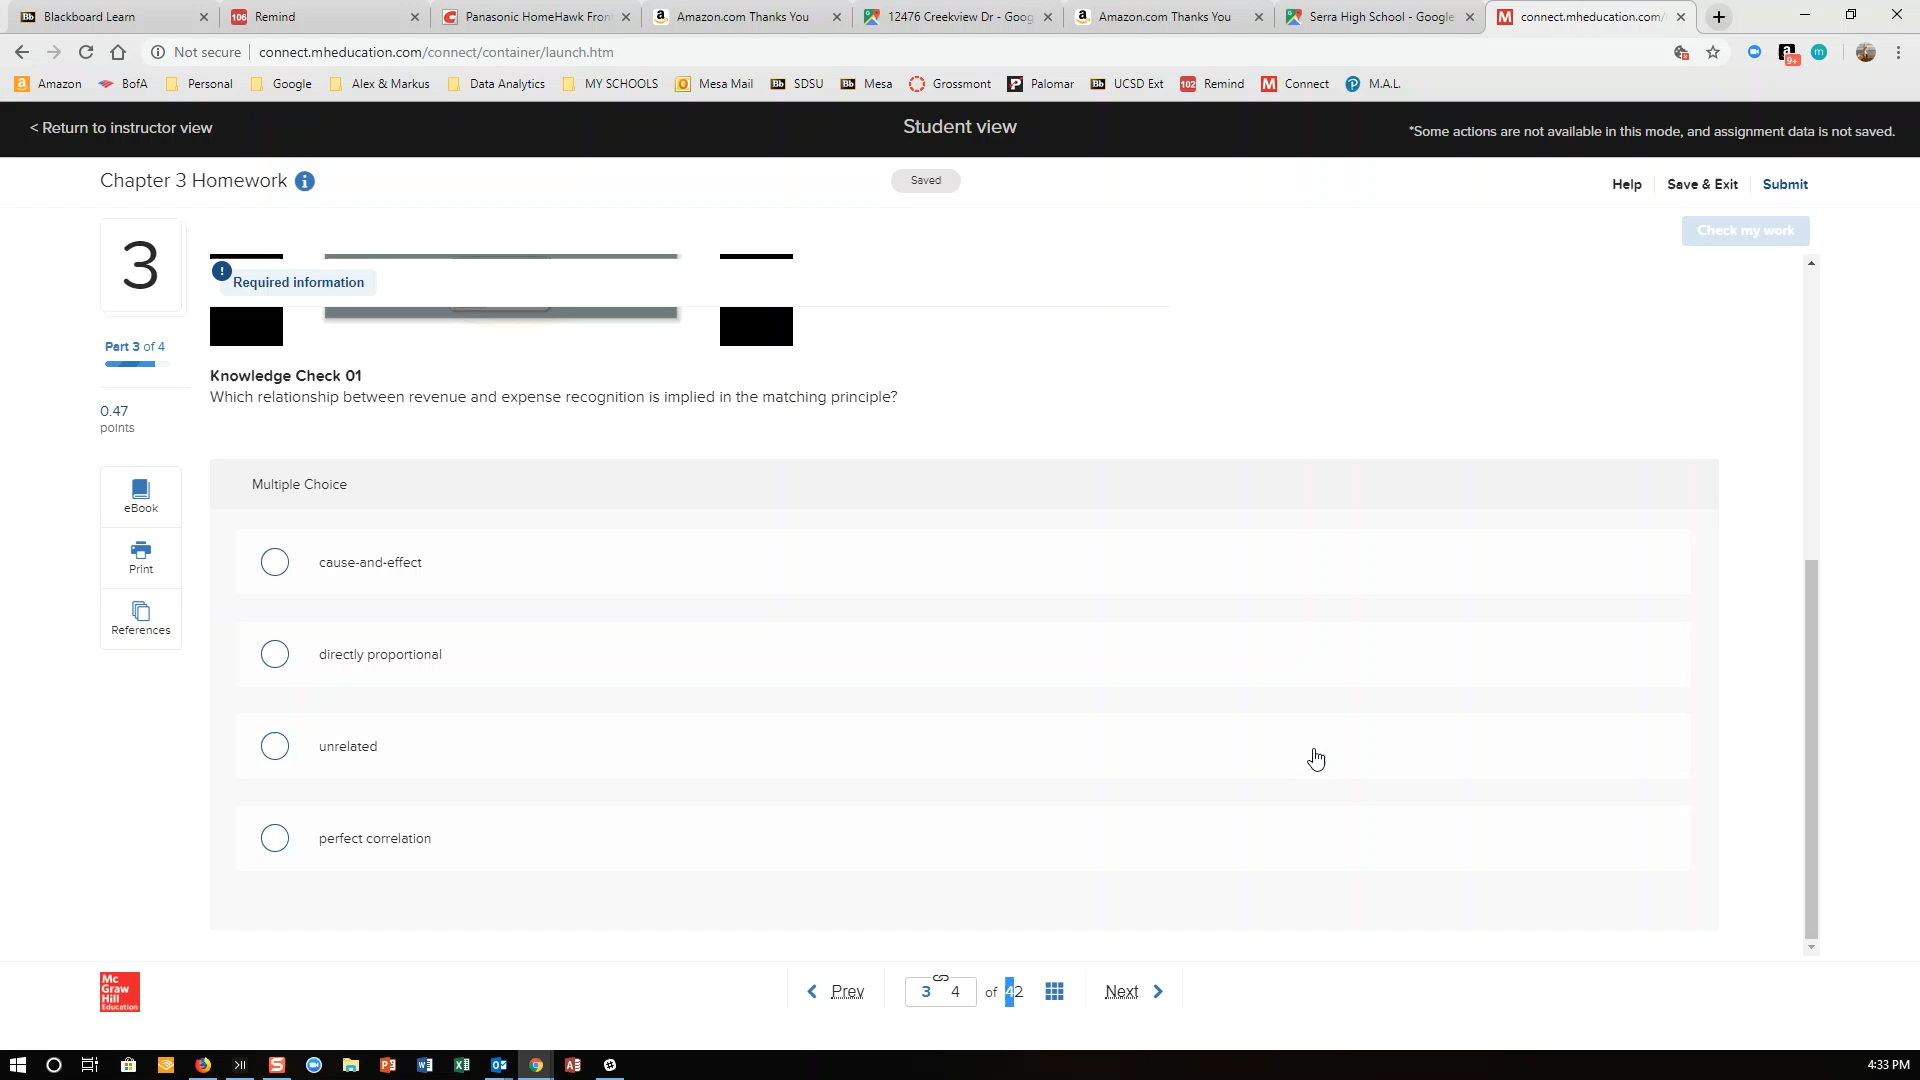 Blackboard Learn
106 Remind
Panasonic HomeHawk Fron
Amazon.com Thanks You
12476 Creekview Dr - Goog
Amazon.com Thanks You
Serra High School - Google
connect.mheducation.com/
Not secure
connect.mheducation.com/connect/container/launch.htm
9+
Amazon
BofA
Personal
Google
Alex & Markus
Data Analytics
MY SCHOOLS
Mesa Mail
Bb SDSU
Bb Mesa
Grossmont
Palomar
Bb UCSD Ext
102 Remind
Connect
M.A.L.
< Return to instructor view
Student view
*Some actions are not available in this mode, and assignment data is not saved.
Chapter 3 Homework
Saved
Help
Save & Exit
Submit
3
Check my work
! Required information
Part 3 of 4
0.47
points
Knowledge Check 01
Which relationship between revenue and expense recognition is implied in the matching principle?
Multiple Choice
eBook
Print
References
cause-and-effect
directly proportional
unrelated
perfect correlation
Mc
Graw
Hill
Education
Prev
3 4 of 42
Next
4:33 PM